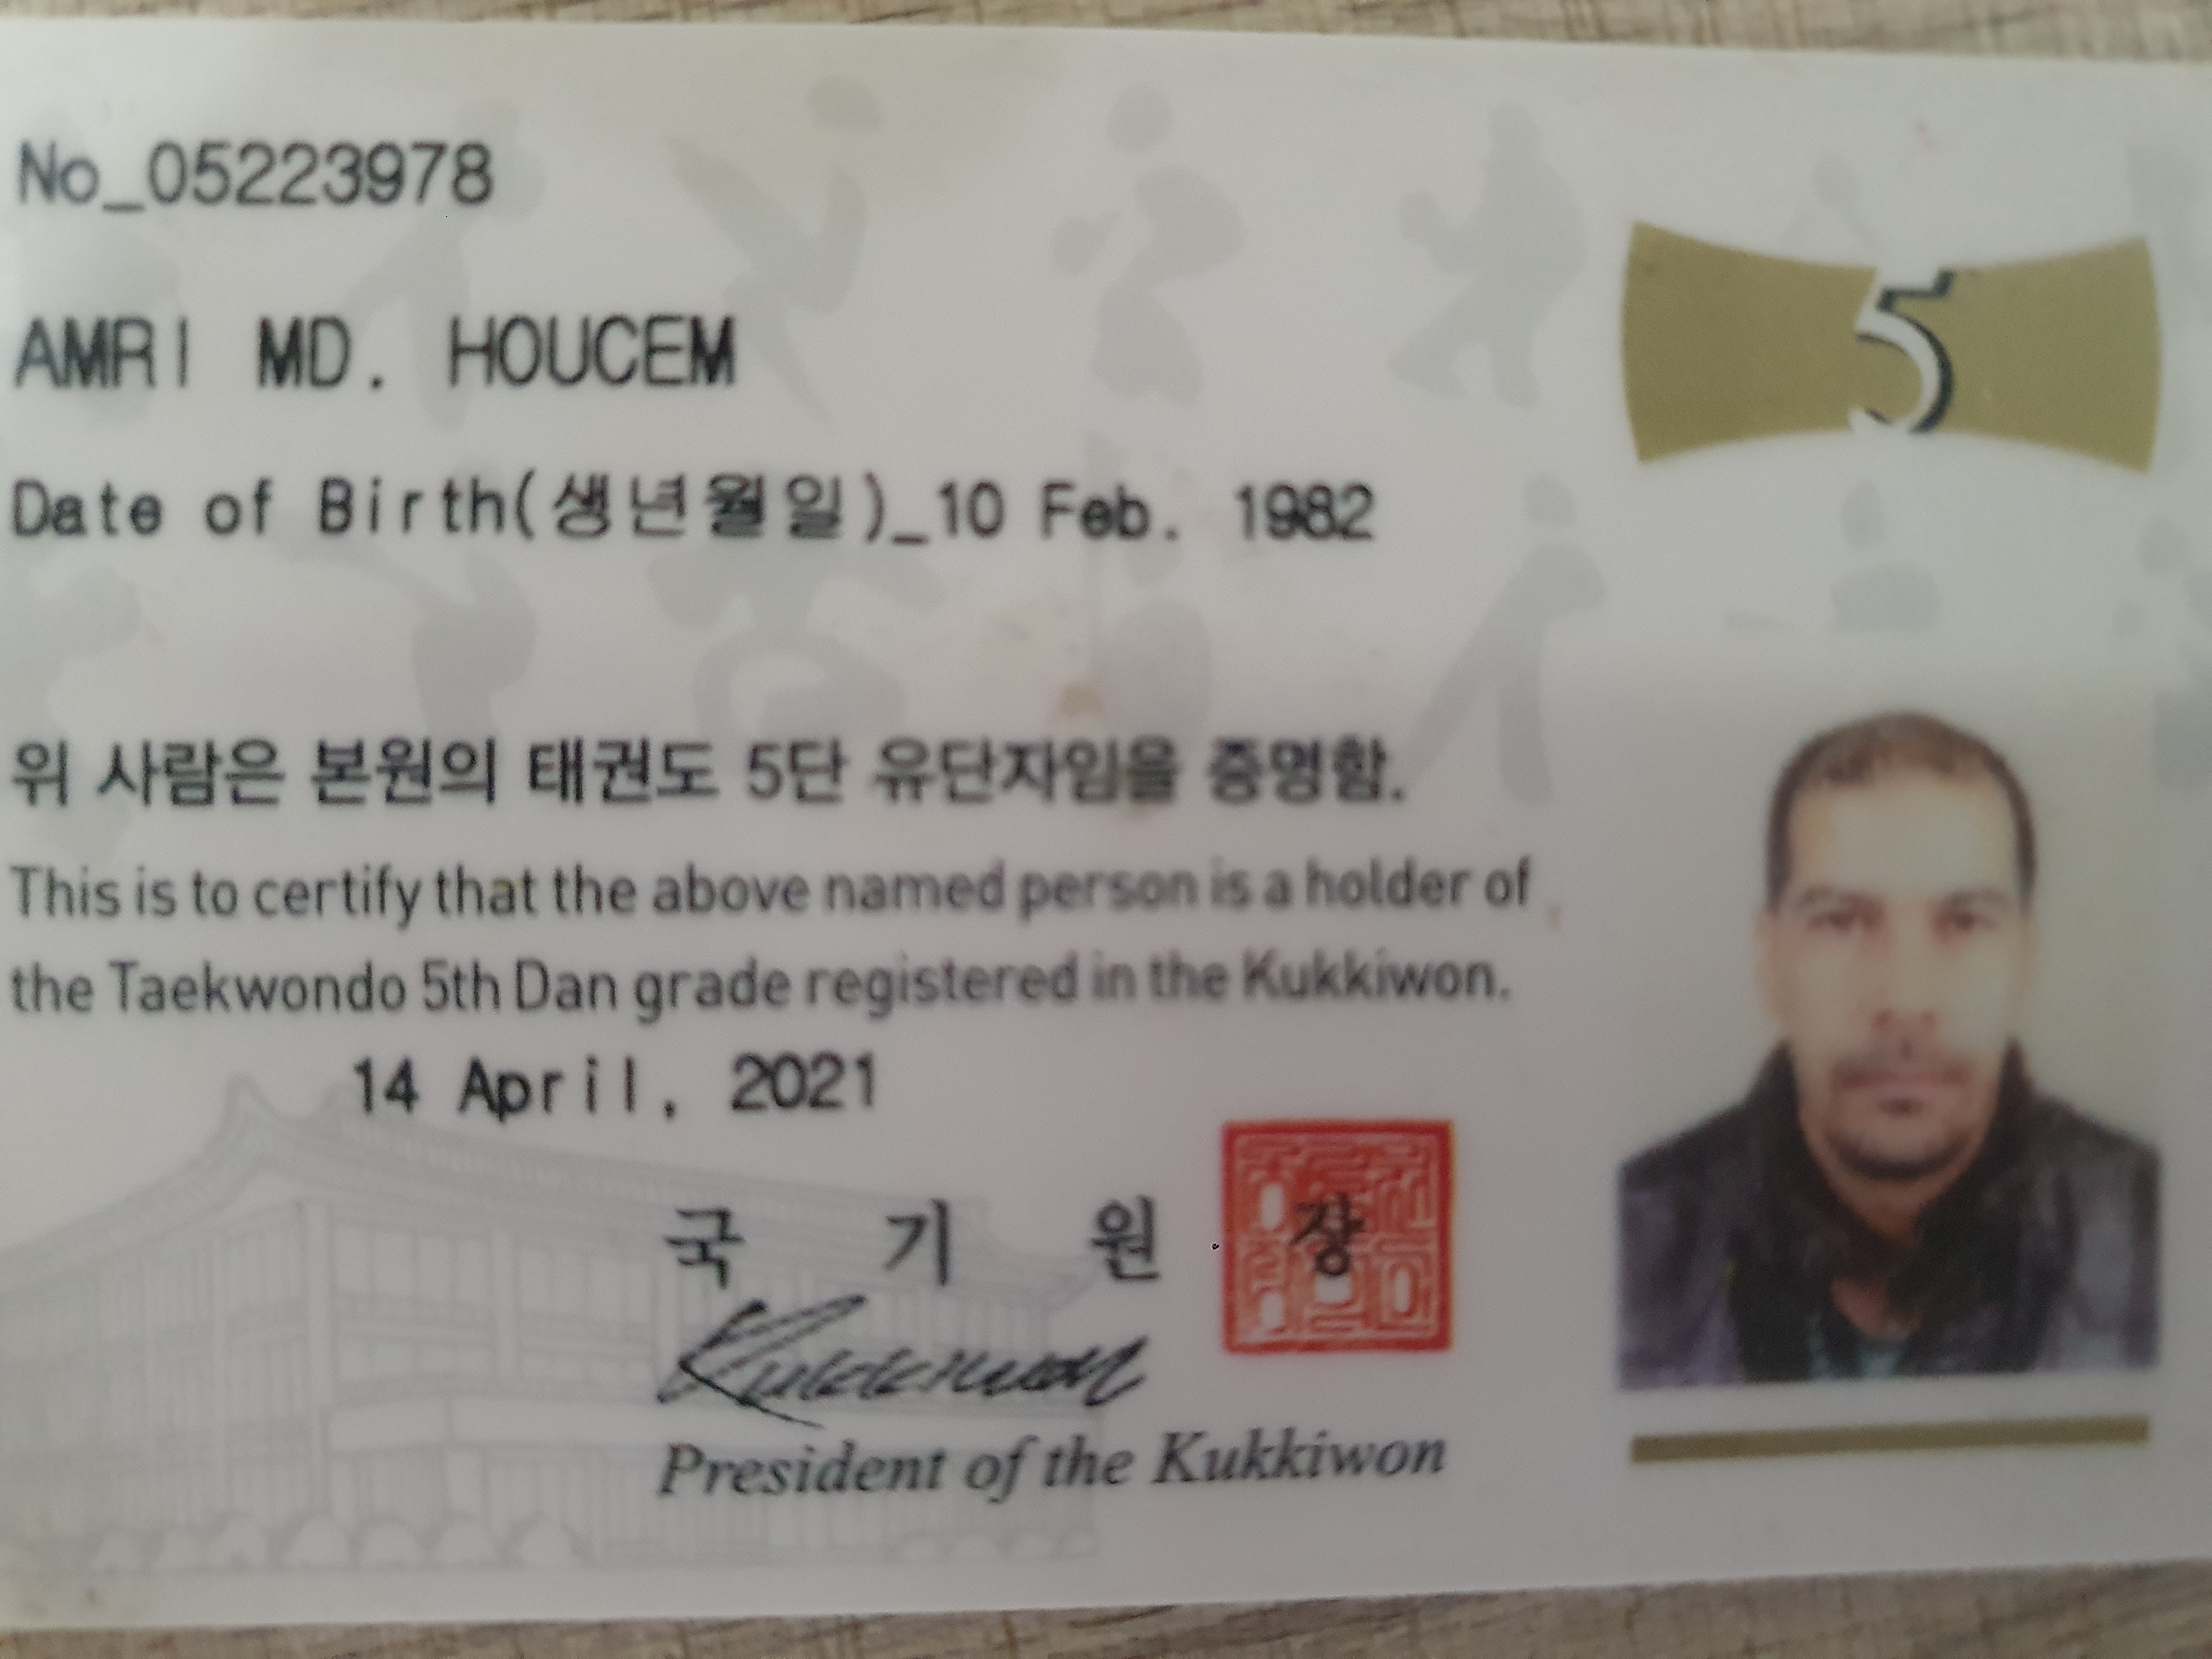 No_05223978
5
AMRI MD. HOUCEM
Date of Birth(생년월일)_10 Feb. 1982
위 사람은 본원의 태권도 5단 유단자임을 증명함.
This is to certify that the above named person is a holder of
the Taekwondo 5th Dan grade registered in the Kukkiwon.
14 April, 2021
국 기 원 장
Kukkiwon
President of the Kukkiwon